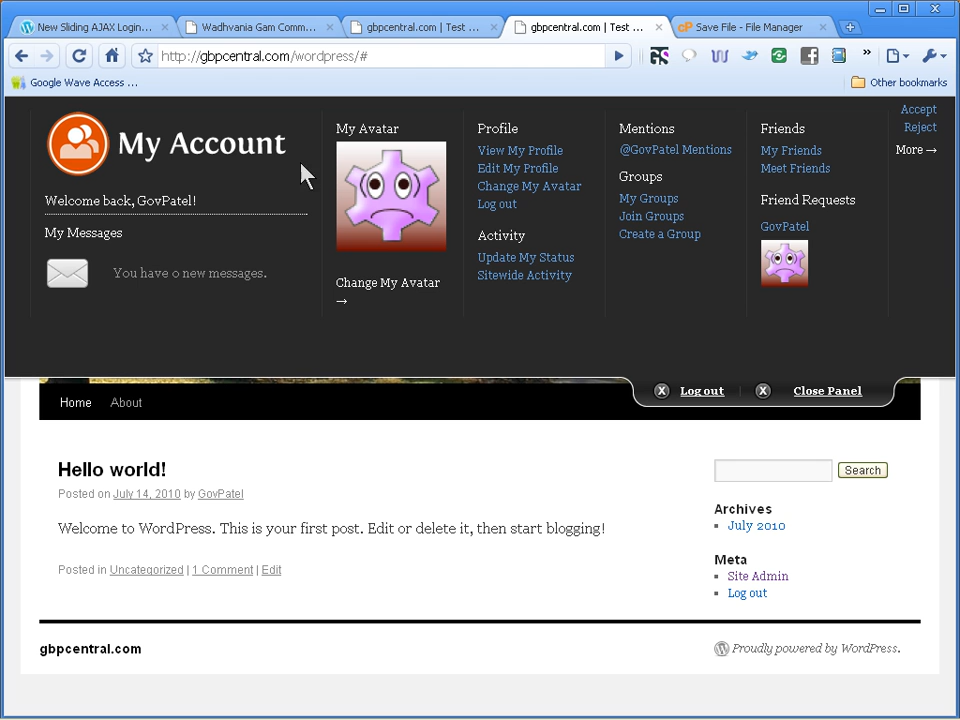 New Sliding AJAX Login...
Wadhvania Gam Comm...
gbpcentral.com | Test ...
gbpcentral.com | Test ...
Save File - File Manager
http://gbpcentral.com/wordpress/#
Google Wave Access ...
Other bookmarks
My Account
Welcome back, GovPatel!
My Messages
You have 0 new messages.
My Avatar
Change My Avatar
→
Profile
View My Profile
Edit My Profile
Change My Avatar
Log out
Activity
Update My Status
Sitewide Activity
Mentions
@GovPatel Mentions
Groups
My Groups
Join Groups
Create a Group
Friends
My Friends
Meet Friends
Friend Requests
GovPatel
Accept
Reject
More →
Log out
Close Panel
Home
About
Hello world!
Posted on July 14, 2010 by GovPatel
Welcome to WordPress. This is your first post. Edit or delete it, then start blogging!
Posted in Uncategorized | 1 Comment | Edit
Search
Archives
July 2010
Meta
Site Admin
Log out
gbpcentral.com
Proudly powered by WordPress.